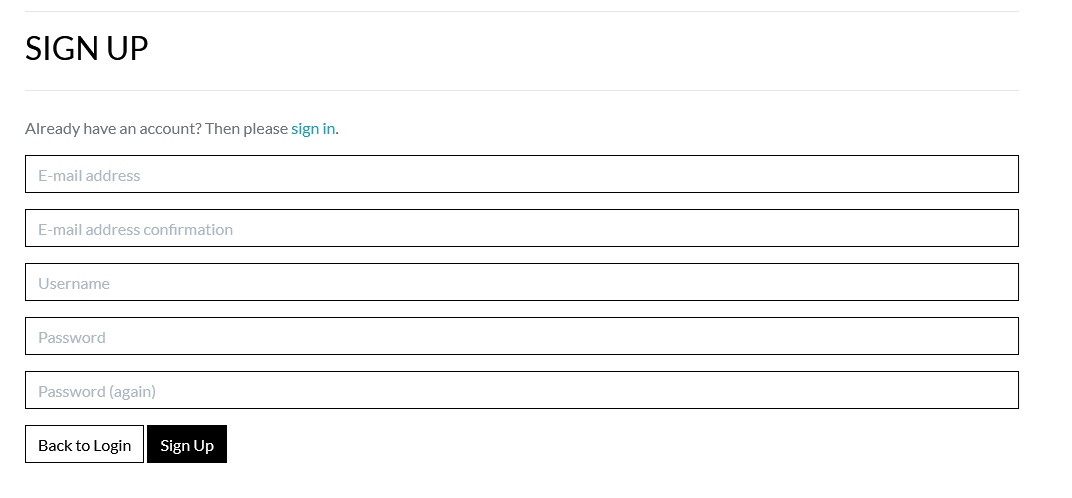 SIGN UP
Already have an account? Then please sign in.
E-mail address
E-mail address confirmation
Username
Password
Password (again)
Back to Login Sign Up